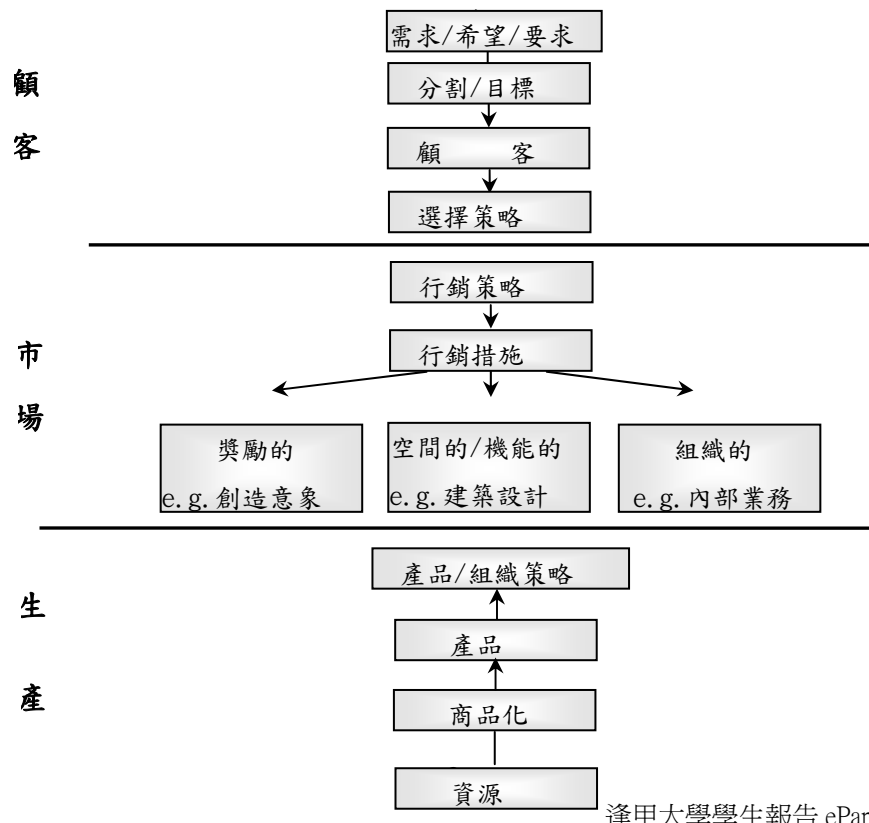 需求/希望/要求
分割/目標
顧
客
顧 客
選擇策略
行銷策略
市
場
行銷措施
獎勵的
e.g.創造意象
空間的/機能的
e.g.建築設計
組織的
e.g.內部業務
產品/組織策略
生
產
產品
商品化
資源
逢甲大學學生報告 ePar